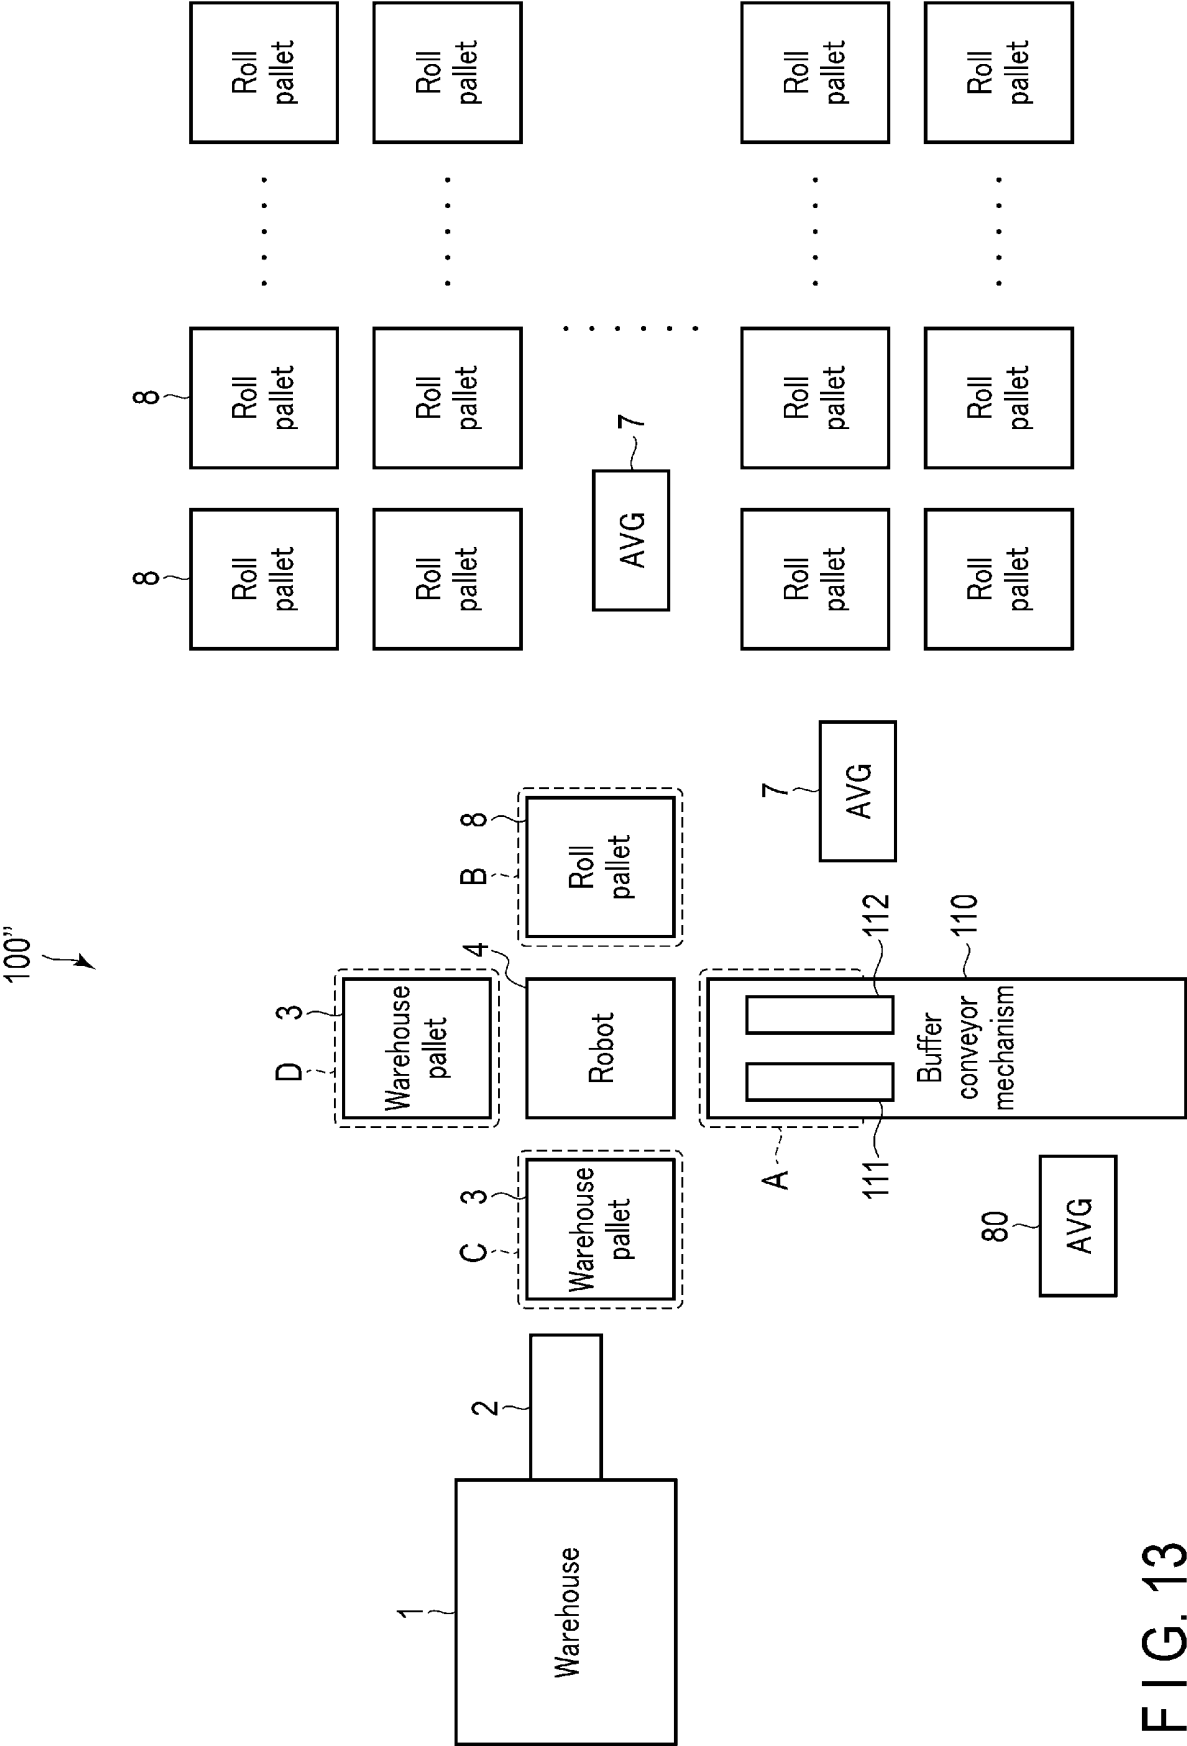 100"
8
8
Roll
pallet
Roll
pallet
Roll
pallet
D
3
Warehouse
pallet
Roll
pallet
Roll
pallet
Roll
pallet
1
2
C
3
4
B
8
Warehouse
Warehouse
pallet
Robot
Roll
pallet
AVG
7
A
7
Roll
pallet
Roll
pallet
Roll
pallet
111
112
AVG
Buffer
conveyor
mechanism
110
Roll
pallet
Roll
pallet
Roll
pallet
80
AVG
FIG. 13